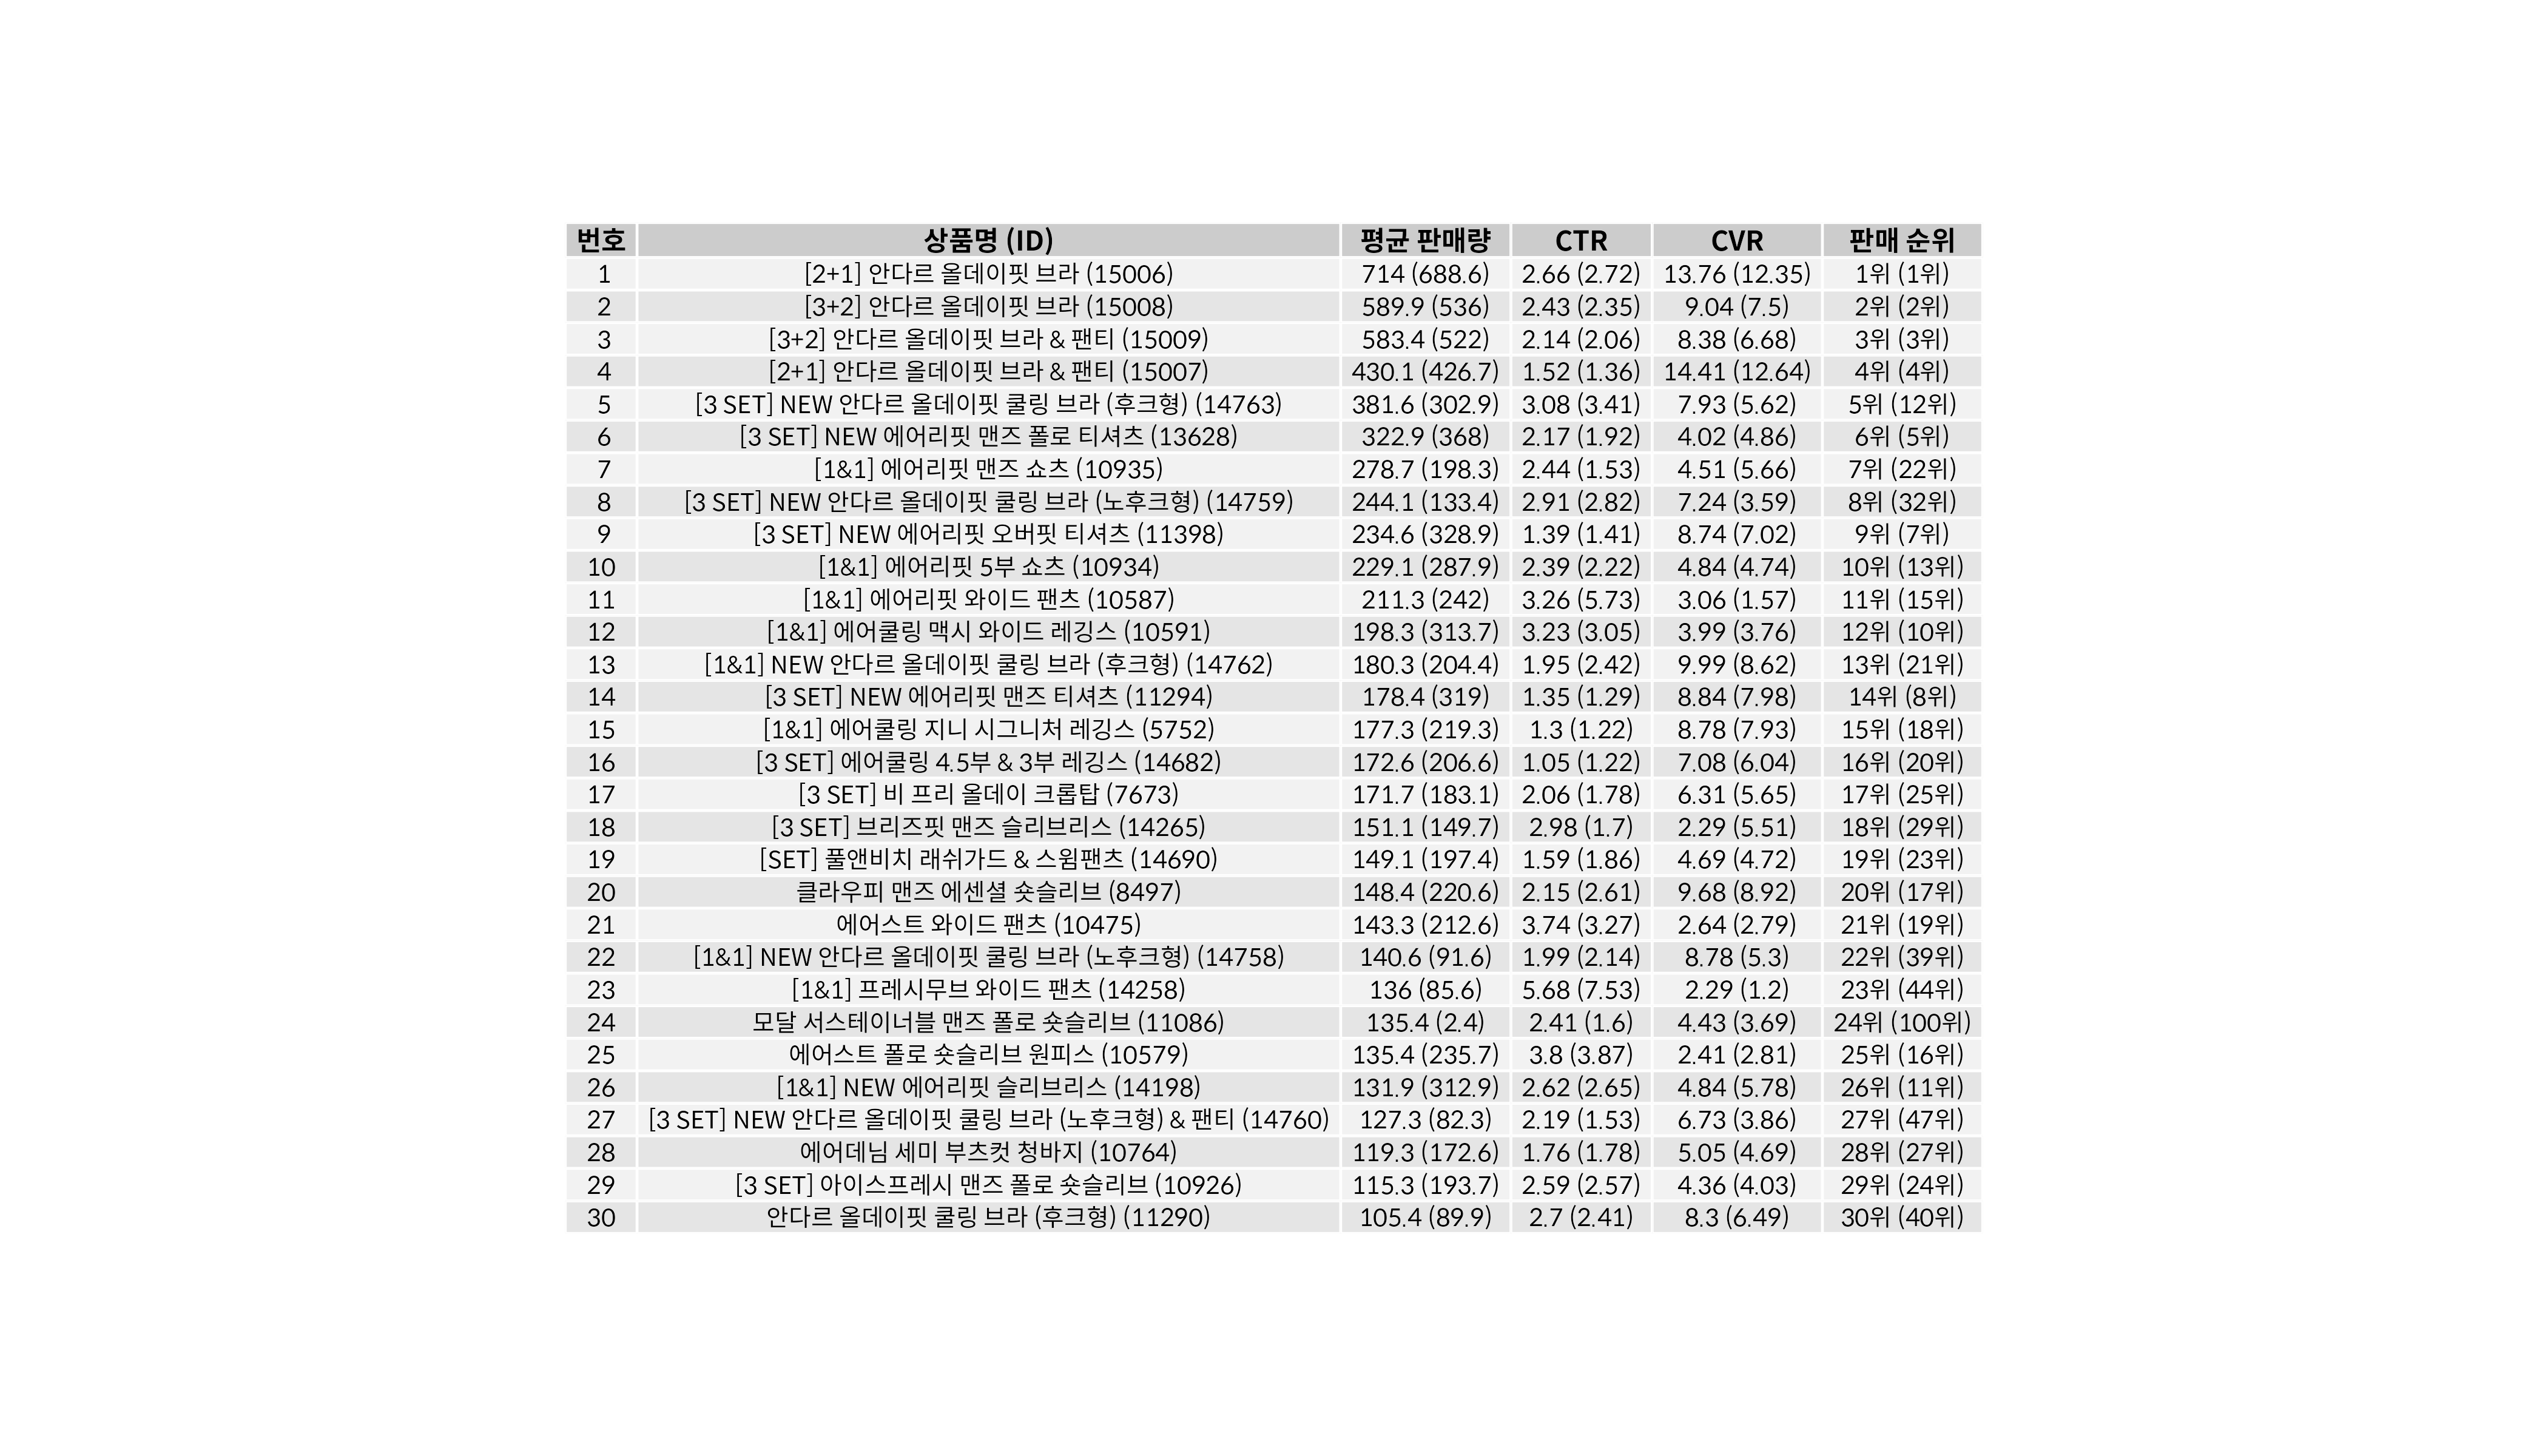 번호 상품명 (ID) 평균 판매량 CTR CVR 판매 순위
1 [2+1] 안다르 올데이핏 브라 (15006) 714 (688.6) 2.66 (2.72) 13.76 (12.35) 1위 (1위)
2 [3+2] 안다르 올데이핏 브라 (15008) 589.9 (536) 2.43 (2.35) 9.04 (7.5) 2위 (2위)
3 [3+2] 안다르 올데이핏 브라 & 팬티 (15009) 583.4 (522) 2.14 (2.06) 8.38 (6.68) 3위 (3위)
4 [2+1] 안다르 올데이핏 브라 & 팬티 (15007) 430.1 (426.7) 1.52 (1.36) 14.41 (12.64) 4위 (4위)
5 [3 SET] NEW 안다르 올데이핏 쿨링 브라 (후크형) (14763) 381.6 (302.9) 3.08 (3.41) 7.93 (5.62) 5위 (12위)
6 [3 SET] NEW 에어리핏 맨즈 폴로 티셔츠 (13628) 322.9 (368) 2.17 (1.92) 4.02 (4.86) 6위 (5위)
7 [1&1] 에어리핏 맨즈 쇼츠 (10935) 278.7 (198.3) 2.44 (1.53) 4.51 (5.66) 7위 (22위)
8 [3 SET] NEW 안다르 올데이핏 쿨링 브라 (노후크형) (14759) 244.1 (133.4) 2.91 (2.82) 7.24 (3.59) 8위 (32위)
9 [3 SET] NEW 에어리핏 오버핏 티셔츠 (11398) 234.6 (328.9) 1.39 (1.41) 8.74 (7.02) 9위 (7위)
10 [1&1] 에어리핏 5부 쇼츠 (10934) 229.1 (287.9) 2.39 (2.22) 4.84 (4.74) 10위 (13위)
11 [1&1] 에어리핏 와이드 팬츠 (10587) 211.3 (242) 3.26 (5.73) 3.06 (1.57) 11위 (15위)
12 [1&1] 에어쿨링 맥시 와이드 레깅스 (10591) 198.3 (313.7) 3.23 (3.05) 3.99 (3.76) 12위 (10위)
13 [1&1] NEW 안다르 올데이핏 쿨링 브라 (후크형) (14762) 180.3 (204.4) 1.95 (2.42) 9.99 (8.62) 13위 (21위)
14 [3 SET] NEW 에어리핏 맨즈 티셔츠 (11294) 178.4 (319) 1.35 (1.29) 8.84 (7.98) 14위 (8위)
15 [1&1] 에어쿨링 지니 시그니처 레깅스 (5752) 177.3 (219.3) 1.3 (1.22) 8.78 (7.93) 15위 (18위)
16 [3 SET] 에어쿨링 4.5부 & 3부 레깅스 (14682) 172.6 (206.6) 1.05 (1.22) 7.08 (6.04) 16위 (20위)
17 [3 SET] 비 프리 올데이 크롭탑 (7673) 171.7 (183.1) 2.06 (1.78) 6.31 (5.65) 17위 (25위)
18 [3 SET] 브리즈핏 맨즈 슬리브리스 (14265) 151.1 (149.7) 2.98 (1.7) 2.29 (5.51) 18위 (29위)
19 [SET] 풀앤비치 래쉬가드 & 스윔팬츠 (14690) 149.1 (197.4) 1.59 (1.86) 4.69 (4.72) 19위 (23위)
20 클라우피 맨즈 에센셜 숏슬리브 (8497) 148.4 (220.6) 2.15 (2.61) 9.68 (8.92) 20위 (17위)
21 에어스트 와이드 팬츠 (10475) 143.3 (212.6) 3.74 (3.27) 2.64 (2.79) 21위 (19위)
22 [1&1] NEW 안다르 올데이핏 쿨링 브라 (노후크형) (14758) 140.6 (91.6) 1.99 (2.14) 8.78 (5.3) 22위 (39위)
23 [1&1] 프레시무브 와이드 팬츠 (14258) 136 (85.6) 5.68 (7.53) 2.29 (1.2) 23위 (44위)
24 모달 서스테이너블 맨즈 폴로 숏슬리브 (11086) 135.4 (2.4) 2.41 (1.6) 4.43 (3.69) 24위 (100위)
25 에어스트 폴로 숏슬리브 원피스 (10579) 135.4 (235.7) 3.8 (3.87) 2.41 (2.81) 25위 (16위)
26 [1&1] NEW 에어리핏 슬리브리스 (14198) 131.9 (312.9) 2.62 (2.65) 4.84 (5.78) 26위 (11위)
27 [3 SET] NEW 안다르 올데이핏 쿨링 브라 (노후크형) & 팬티 (14760) 127.3 (82.3) 2.19 (1.53) 6.73 (3.86) 27위 (47위)
28 에어데님 세미 부츠컷 청바지 (10764) 119.3 (172.6) 1.76 (1.78) 5.05 (4.69) 28위 (27위)
29 [3 SET] 아이스프레시 맨즈 폴로 숏슬리브 (10926) 115.3 (193.7) 2.59 (2.57) 4.36 (4.03) 29위 (24위)
30 안다르 올데이핏 쿨링 브라 (후크형) (11290) 105.4 (89.9) 2.7 (2.41) 8.3 (6.49) 30위 (40위)